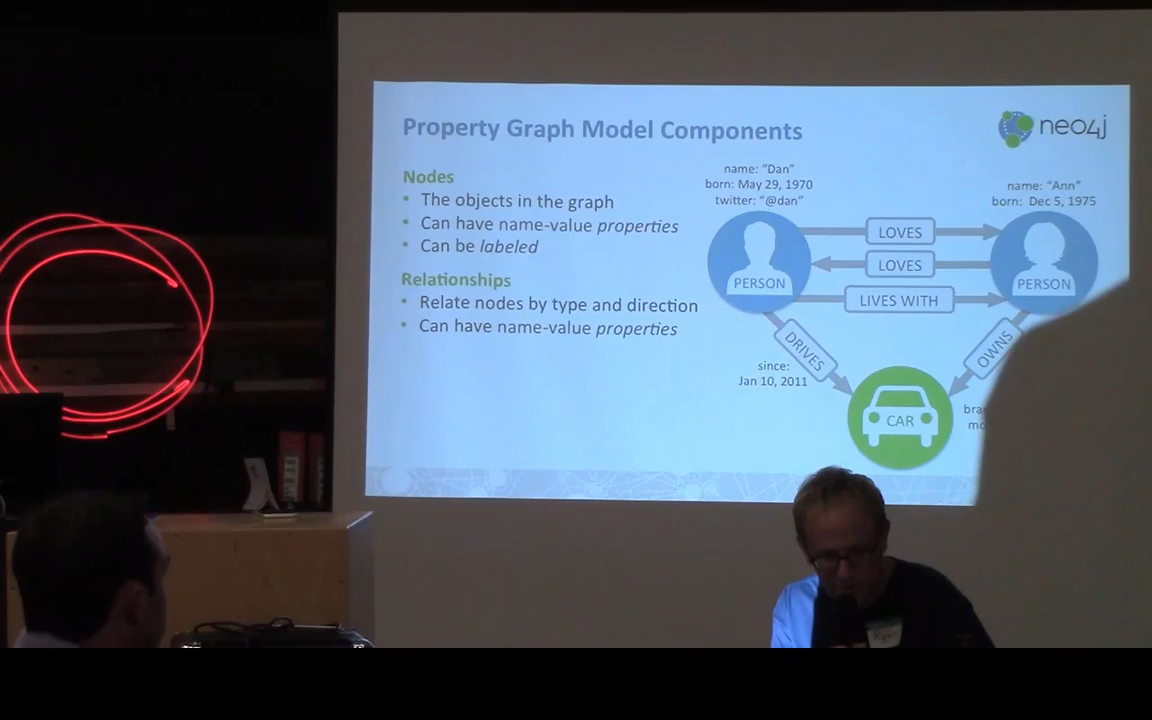 Property Graph Model Components
neo4j
Nodes
• The objects in the graph
• Can have name-value properties
• Can be labeled
Relationships
• Relate nodes by type and direction
• Can have name-value properties
name: “Dan”
born: May 29, 1970
twitter: “@dan”
name: “Ann”
born: Dec 5, 1975
LOVES
LOVES
LIVES WITH
PERSON
PERSON
DRIVES
OWNS
since:
Jan 10, 2011
CAR